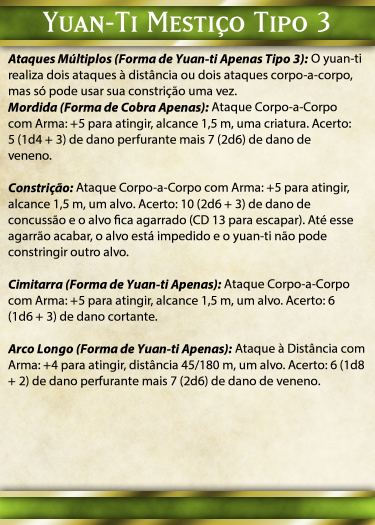 Yuan-Ti Mestiço Tipo 3
Ataques Múltiplos (Forma de Yuan-ti Apenas Tipo 3): O yuan-ti
realiza dois ataques à distância ou dois ataques corpo-a-corpo,
mas só pode usar sua constrição uma vez.
Mordida (Forma de Cobra Apenas): Ataque Corpo-a-Corpo
com Arma: +5 para atingir, alcance 1,5 m, uma criatura. Acerto:
5 (1d4 + 3) de dano perfurante mais 7 (2d6) de dano de
veneno.
Constrição: Ataque Corpo-a-Corpo com Arma: +5 para atingir,
alcance 1,5 m, um alvo. Acerto: 10 (2d6 + 3) de dano de
concussão e o alvo fica agarrado (CD 13 para escapar). Até esse
agarrão acabar, o alvo está impedido e o yuan-ti não pode
constringir outro alvo.
Cimitarra (Forma de Yuan-ti Apenas): Ataque Corpo-a-Corpo
com Arma: +5 para atingir, alcance 1,5 m, um alvo. Acerto: 6
(1d6 + 3) de dano cortante.
Arco Longo (Forma de Yuan-ti Apenas): Ataque à Distância com
Arma: +4 para atingir, distância 45/180 m, um alvo. Acerto: 6 (1d8
+ 2) de dano perfurante mais 7 (2d6) de dano de veneno.